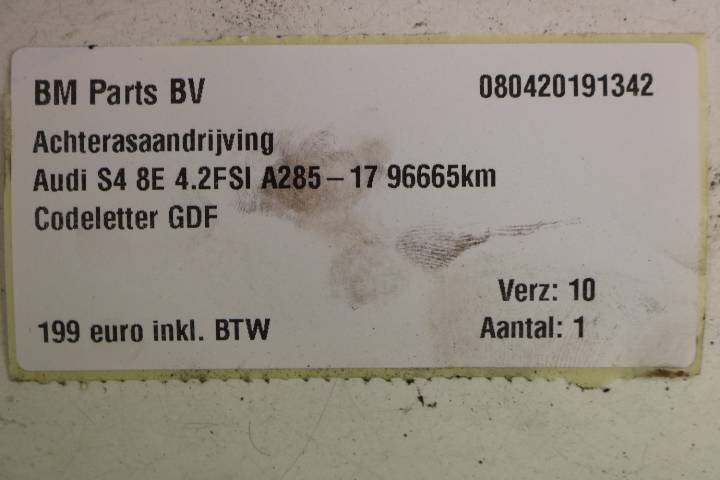 BM Parts BV 080420191342
Achterasaandrijving
Audi S4 8E 4.2FSI A285-17 96665km
Codeletter GDF
Verz: 10
199 euro inkl. BTW Aantal: 1